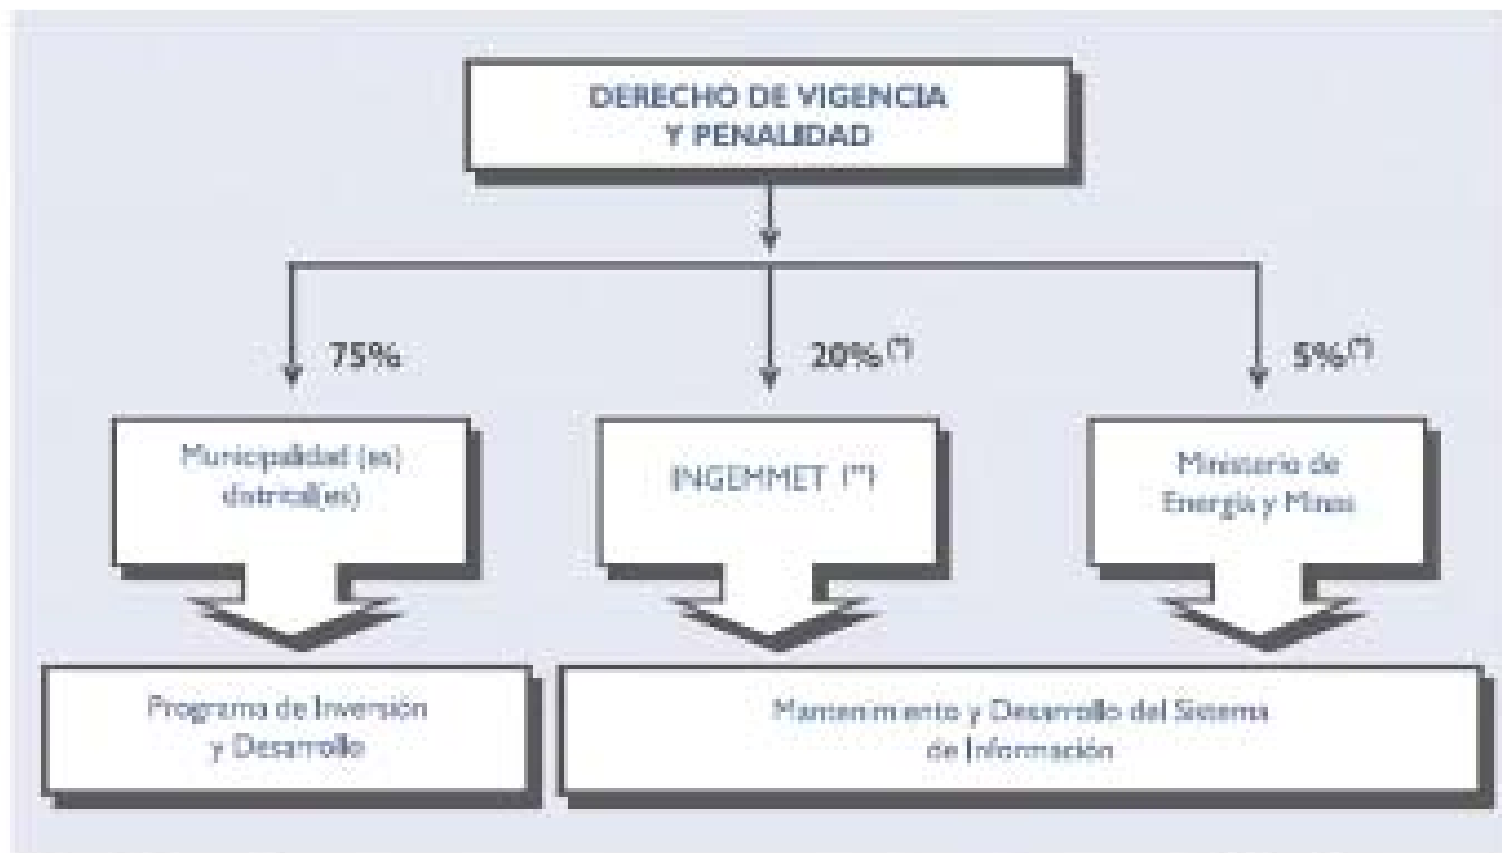 DERECHO DE VIGENCIA
Y PENALIDAD
75%
20%(*)
5%(*)
Municipalidad (es)
distrital(es)
INGEMMET (**)
Ministerio de
Energía y Minas
Programa de Inversión
y Desarrollo
Mantenimiento y Desarrollo del Sistema
de Información